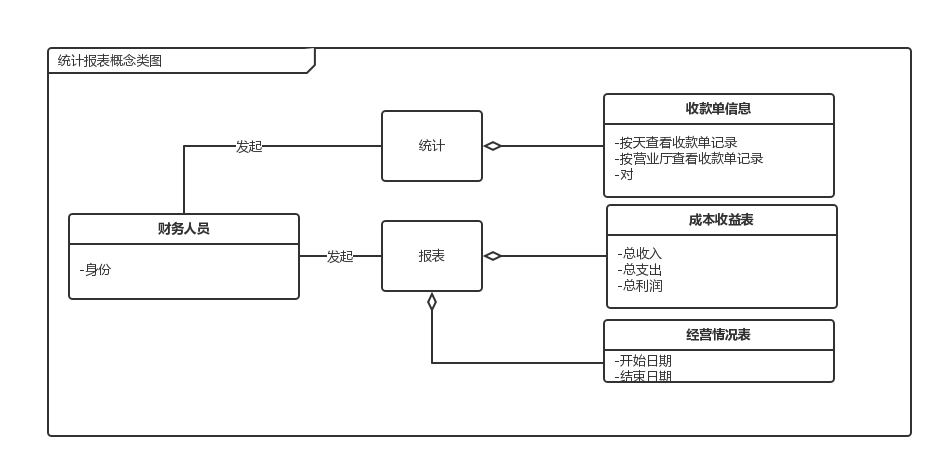 统计报表概念类图
收款单信息
-按天查看收款单记录
-按营业厅查看收款单记录
-对
统计
发起
财务人员
-身份
发起
报表
成本收益表
-总收入
-总支出
-总利润
经营情况表
-开始日期
-结束日期